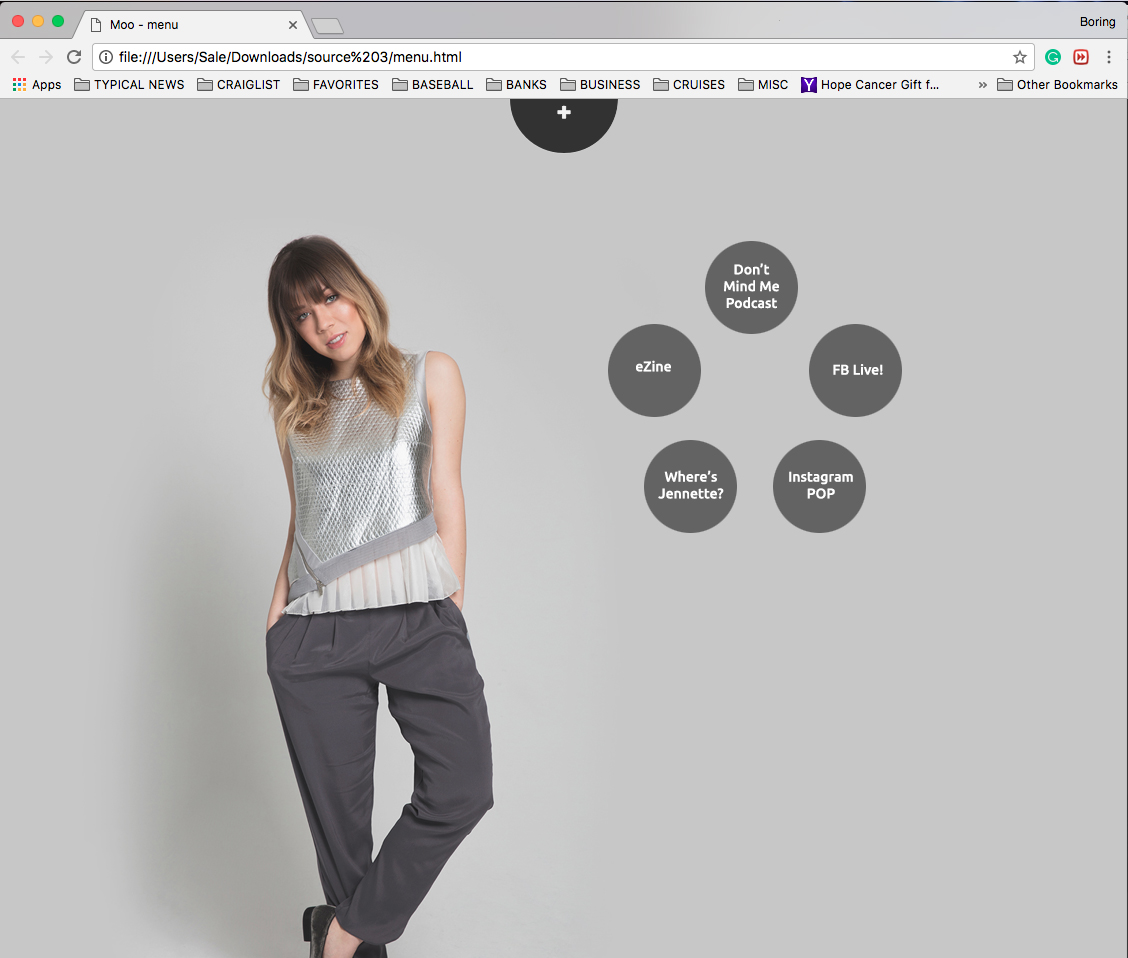 Moo - menu
Boring
file:///Users/Sale/Downloads/source%203/menu.html
Apps TYPICAL NEWS CRAIGLIST FAVORITES BASEBALL BANKS BUSINESS CRUISES MISC Hope Cancer Gift f... » Other Bookmarks
Don’t
Mind Me
Podcast
eZine
FB Live!
Where’s
Jennette?
Instagram
POP